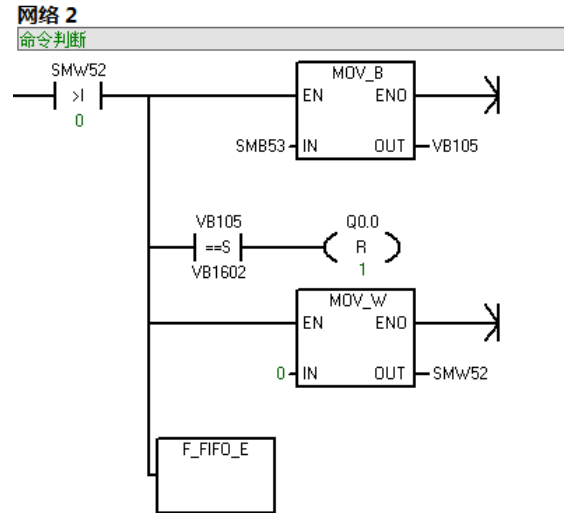 网络 2
命令判断
SMW52
>I
0
MOV_B
EN ENO
SMB53 IN OUT VB105
VB105
==S
VB1602
Q0.0
R
1
MOV_W
EN ENO
0 IN OUT SMW52
F_FIFO_E